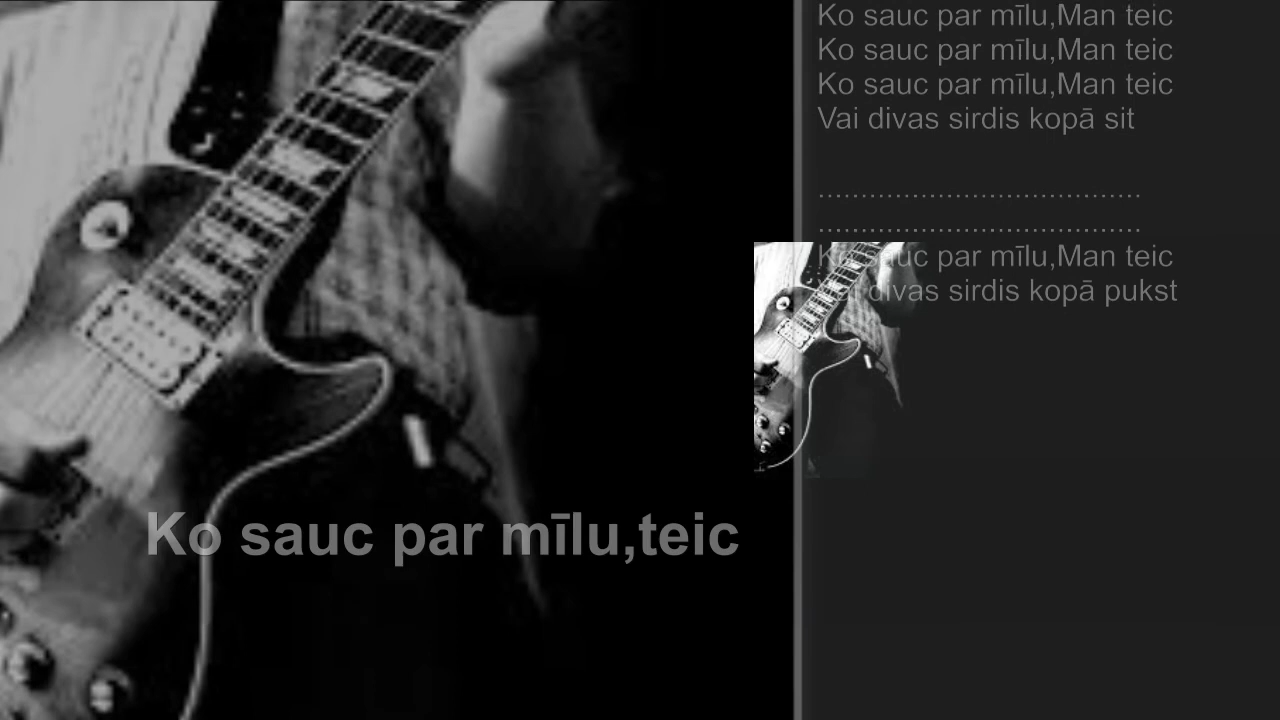 Ko sauc par mīlu,teic
Ko sauc par mīlu,Man teic
Ko sauc par mīlu,Man teic
Ko sauc par mīlu,Man teic
Vai divas sirdis kopā sit
.....................................
.....................................
Ko sauc par mīlu,Man teic
divas sirdis kopā pukst